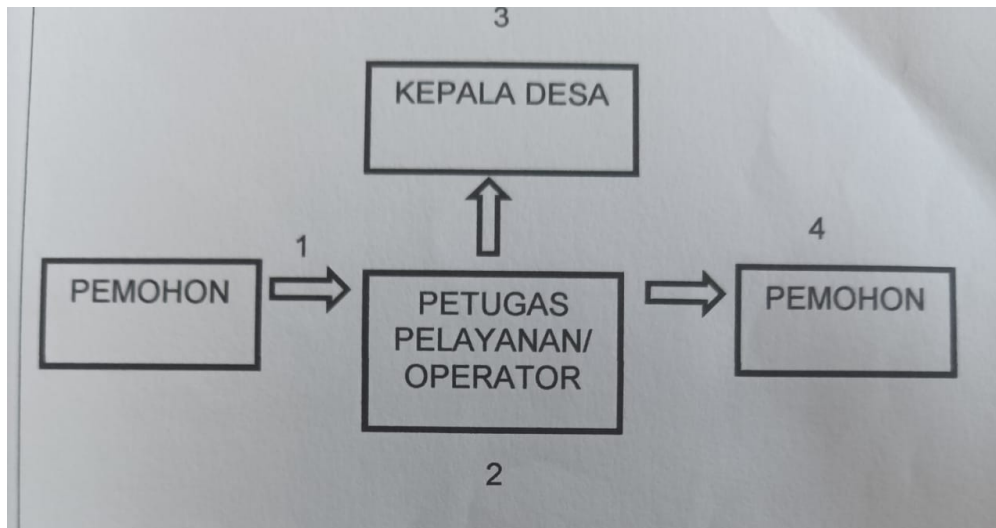 3
KEPALA DESA
1
4
PEMOHON
PETUGAS
PELAYANAN/
OPERATOR
PEMOHON
2